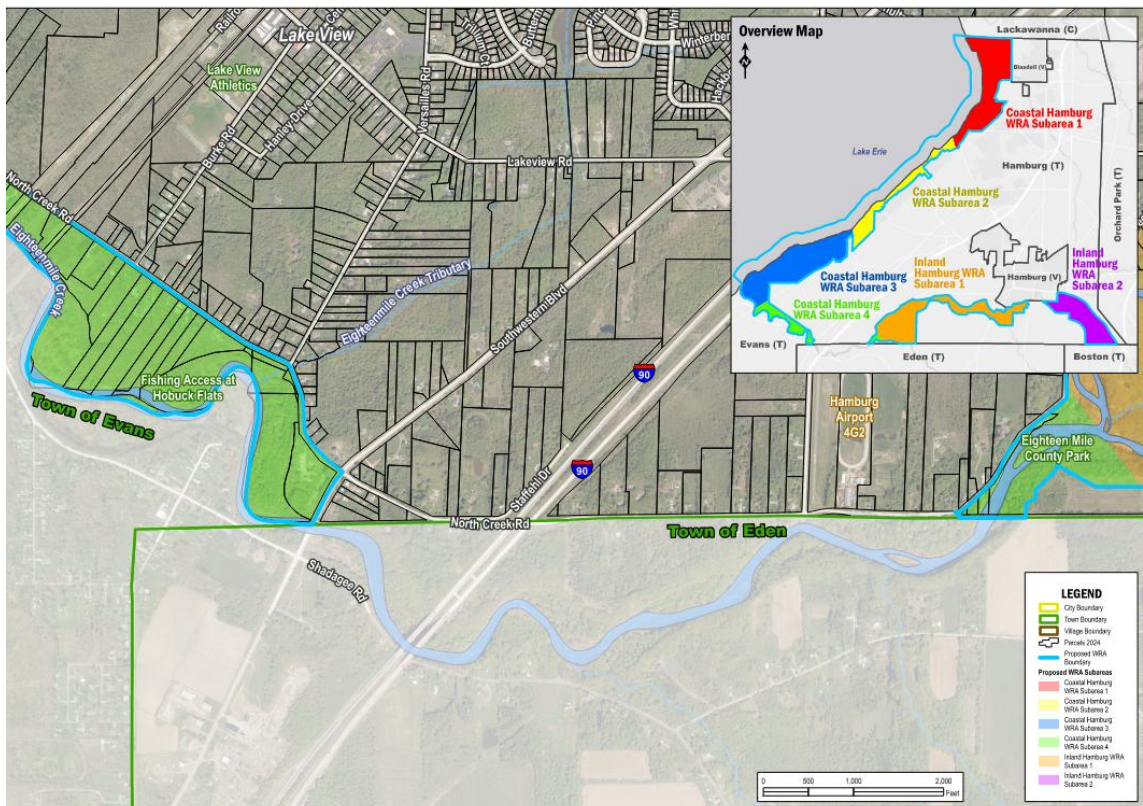 Railroad
Lake View
Lake View
Athletics
Burke Rd
Hanley Drive
Versailles Rd
Trillium Ct
Winterber
Lakeview Rd
North Creek Rd
Eighteenmile Creek
Eighteenmile Creek Tributary
Southwestern Blvd
Fishing Access at
Hobuck Flats
Town of Evans
90
90
Staffehl Dr
North Creek Rd
Shadagee Rd
Town of Eden
Hamburg
Airport
4G2
Eighteen Mile
County Park
Overview Map
N
Lackawanna (C)
Blasdell (V)
Coastal Hamburg
WRA Subarea 1
Lake Erie
Hamburg (T)
Orchard Park (T)
Coastal Hamburg
WRA Subarea 2
Inland
Hamburg WRA
Subarea 1
Inland
Hamburg
WRA
Subarea 2
Hamburg (V)
Coastal Hamburg
WRA Subarea 3
Coastal Hamburg
WRA Subarea 4
Evans (T)
Eden (T)
Boston (T)
LEGEND
City Boundary
Town Boundary
Village Boundary
Parcels 2024
Proposed WRA
Boundary
Proposed WRA Subareas
Coastal Hamburg
WRA Subarea 1
Coastal Hamburg
WRA Subarea 2
Coastal Hamburg
WRA Subarea 3
Coastal Hamburg
WRA Subarea 4
Inland Hamburg WRA
Subarea 1
Inland Hamburg WRA
Subarea 2
0 500 1,000 2,000
Feet